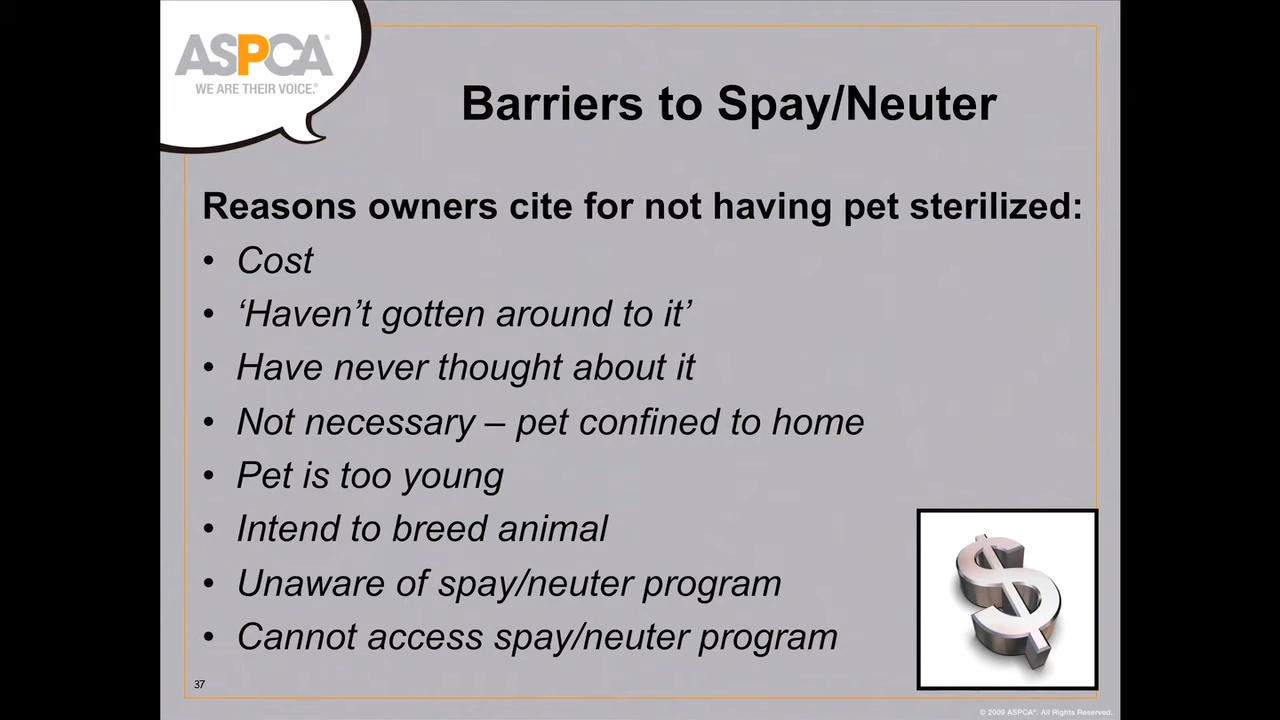 ASPCA®
WE ARE THEIR VOICE.®
Barriers to Spay/Neuter
Reasons owners cite for not having pet sterilized:
• Cost
• ‘Haven’t gotten around to it’
• Have never thought about it
• Not necessary – pet confined to home
• Pet is too young
• Intend to breed animal
• Unaware of spay/neuter program
• Cannot access spay/neuter program
$
37
© 2009 ASPCA®. All Rights Reserved.